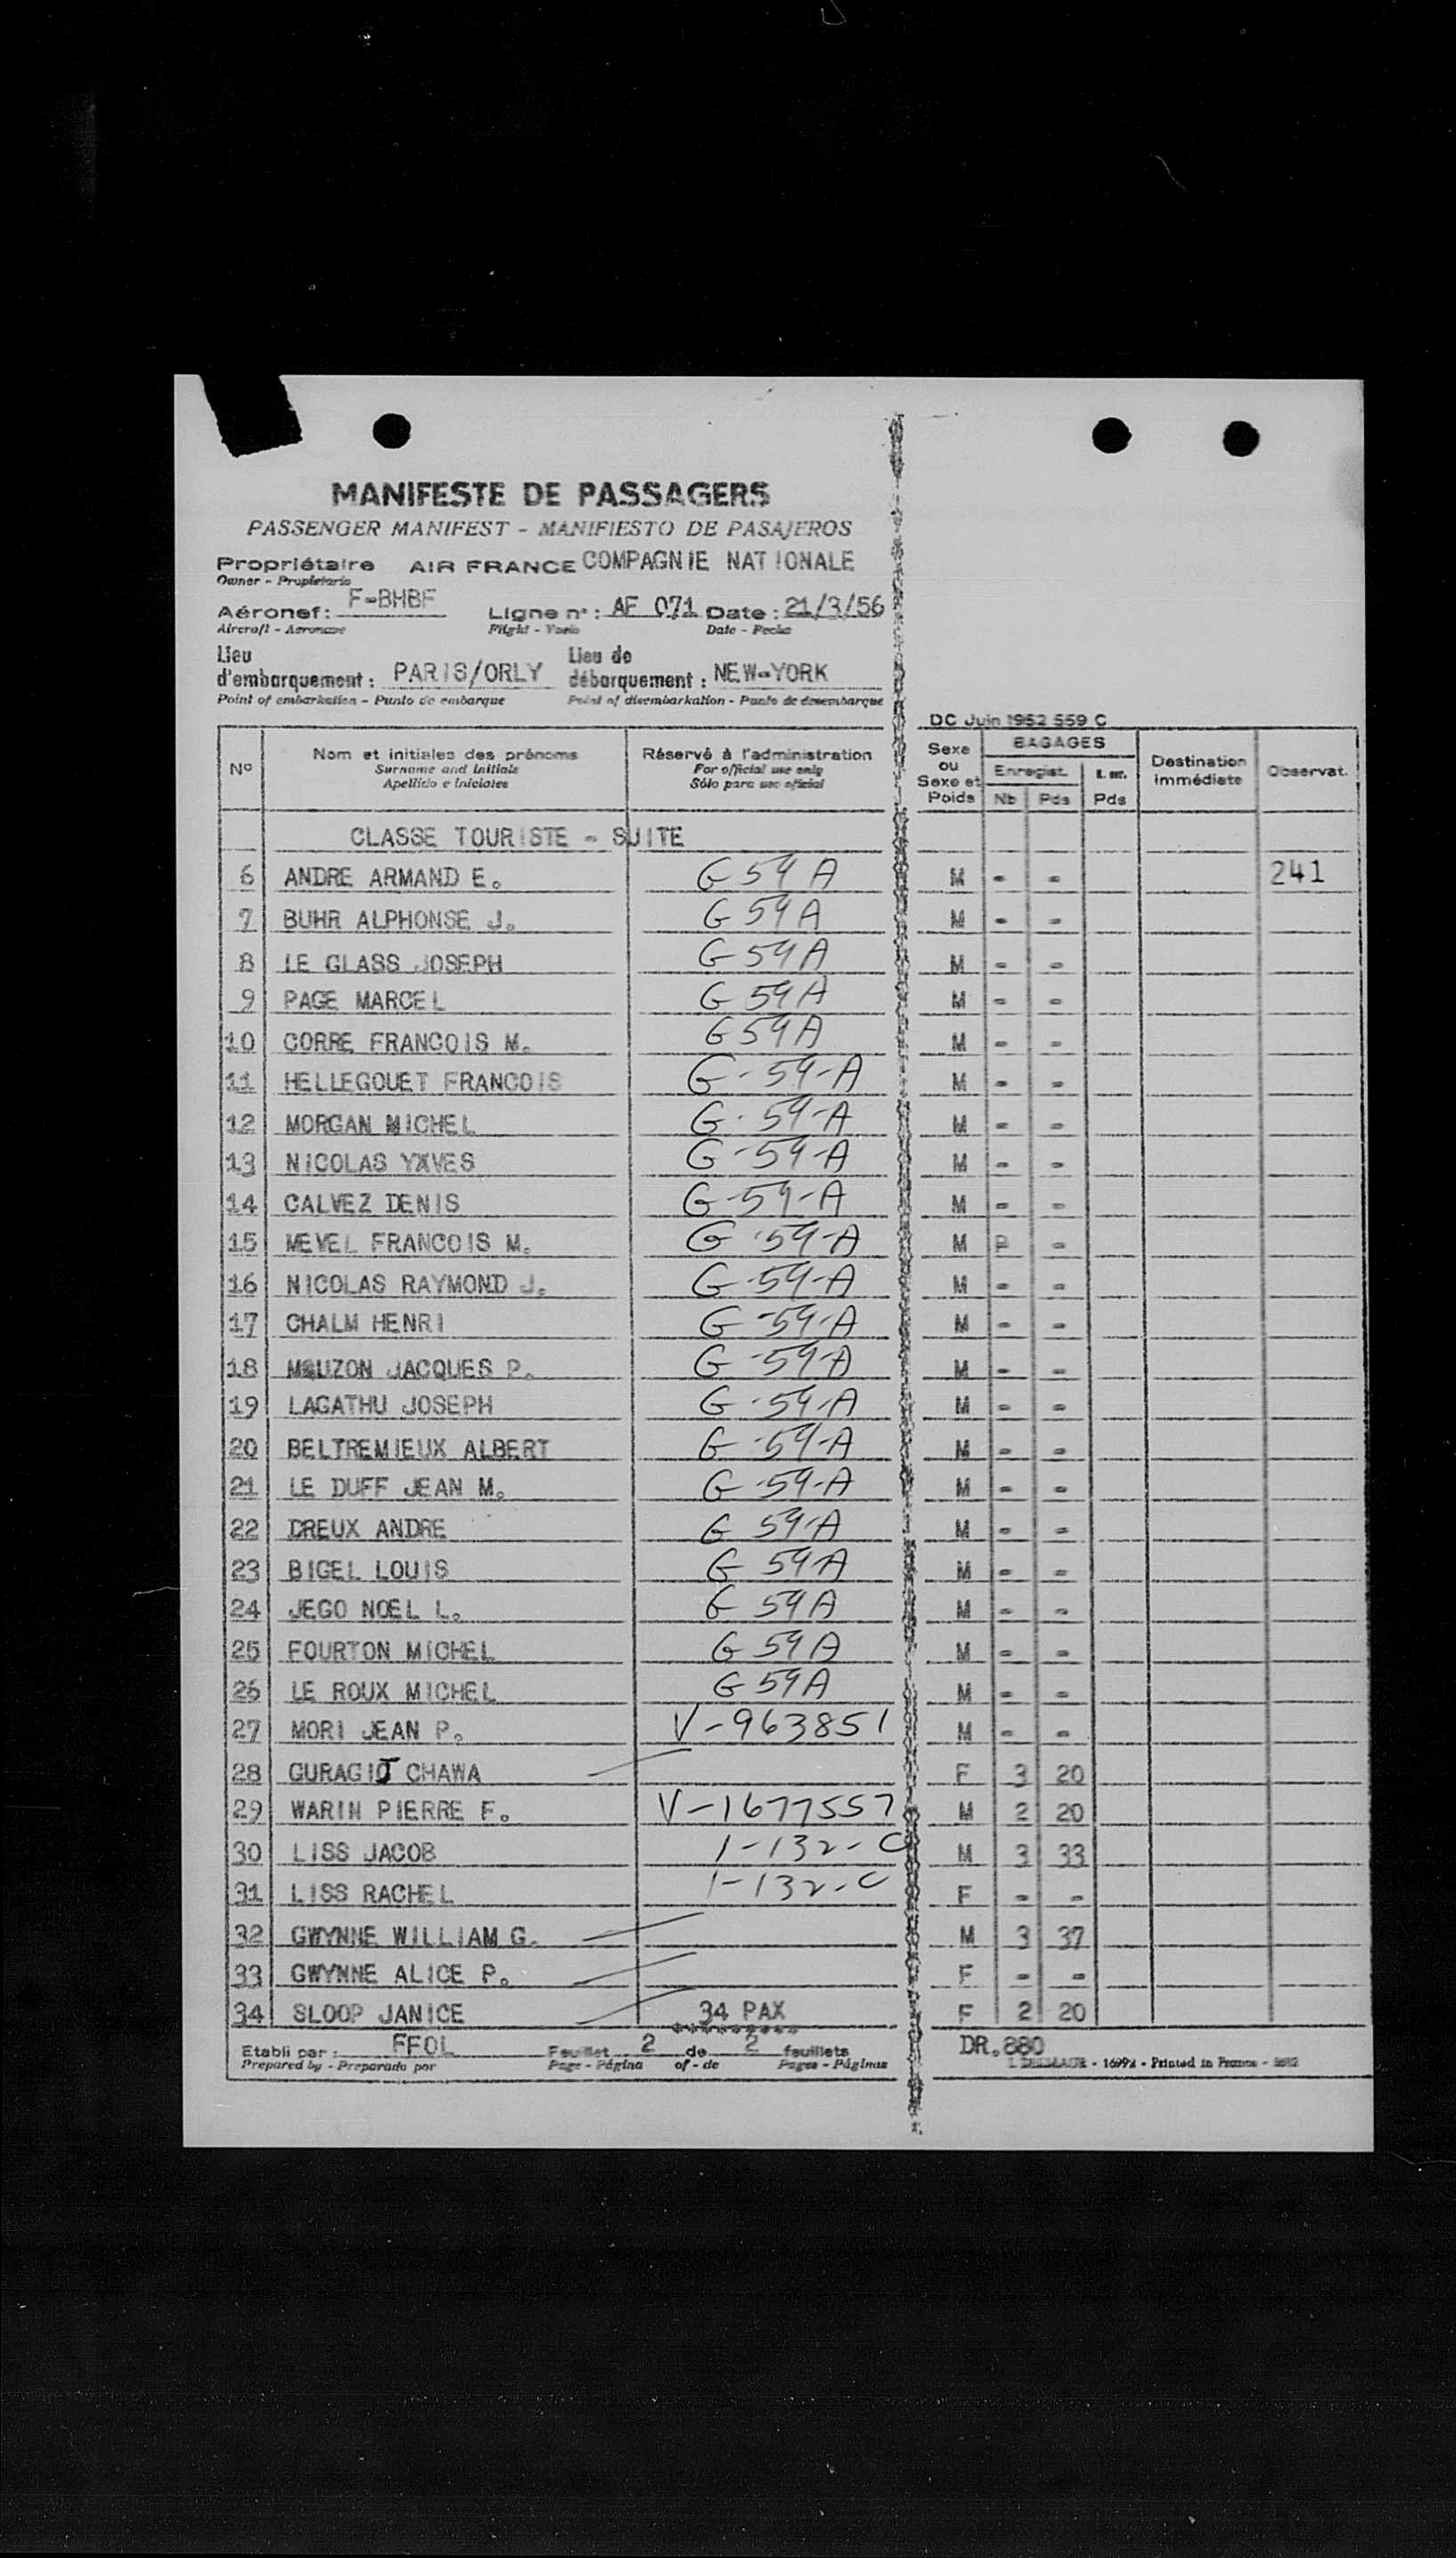 MANIFESTE DE PASSAGERS
PASSENGER MANIFEST - MANIFIESTO DE PASAJEROS
Propriétaire AIR FRANCE COMPAGNIE NATIONALE
Owner - Propietario
Aéronef: F-BHBF Ligne n°: AF 071 Date: 21/3/56
Aircraft - Aeronave Flight - Vuelo Date - Fecha
Lieu d'embarquement: PARIS/ORLY Lieu de débarquement: NEW-YORK
Point of embarkation - Punto de embarque Point of disembarkation - Punto de desembarque
DC Juin 1952 559 C
N° Nom et initiales des prénoms Réservé à l'administration Sexe ou Sexe et Poids BAGAGES Enregist. Nb Pds Pds Destination immédiate Observat.
Surname and initials For official use only
Apellido e iniciales Sólo para uso oficial
CLASSE TOURISTE - SUITE
6 ANDRE ARMAND E. G 59 A M - - 241
7 BUHR ALPHONSE J. G 59A M - -
8 LE GLASS JOSEPH G-59A M - -
9 PAGE MARCEL G 59A M - -
10 CORRE FRANCOIS M. G 59A M - -
11 HELLEGOUET FRANCOIS G-59-A M - -
12 MORGAN MICHEL G-59-A M - -
13 NICOLAS YXVES G-59-A M - -
14 CALVEZ DENIS G-59-A M - -
15 MEVEL FRANCOIS M. G-59-A M P -
16 NICOLAS RAYMOND J. G-59-A M - -
17 CHALM HENRI G-59-A M - -
18 MOUZON JACQUES P. G-59-A M - -
19 LAGATHU JOSEPH G-59-A M - -
20 BELTREMIEUX ALBERT G-59-A M - -
21 LE DUFF JEAN M. G-59-A M - -
22 DREUX ANDRE G 59-A M - -
23 BIGEL LOUIS G 59A M - -
24 JEGO NOEL L. G 59A M - -
25 FOURTON MICHEL G 59A M - -
26 LE ROUX MICHEL G 59A M - -
27 MORI JEAN P. V-963851 M - -
28 GURAGIJ CHAWA F 3 20
29 WARIN PIERRE F. V-1677557 M 2 20
30 LISS JACOB 1-132-C M 3 33
31 LISS RACHEL 1-132-C F - -
32 GWYNNE WILLIAM G. M 3 37
33 GWYNNE ALICE P. F - -
34 SLOOP JANICE 34 PAX F 2 20
Etabli par: FFOL Feuillet 2 de 2 feuillets DR.880
Prepared by - Preparado por Page - Página of - de Pages - Páginas - Printed in France -